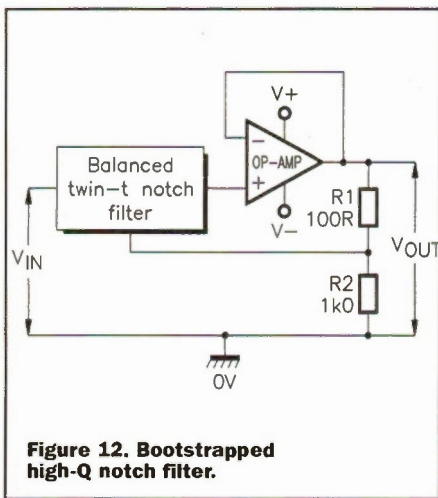 V+
Balanced
twin-t notch
filter
−
OP-AMP
+
V−
R1
100R
VIN
VOUT
R2
1k0
0V
Figure 12. Bootstrapped
high-Q notch filter.